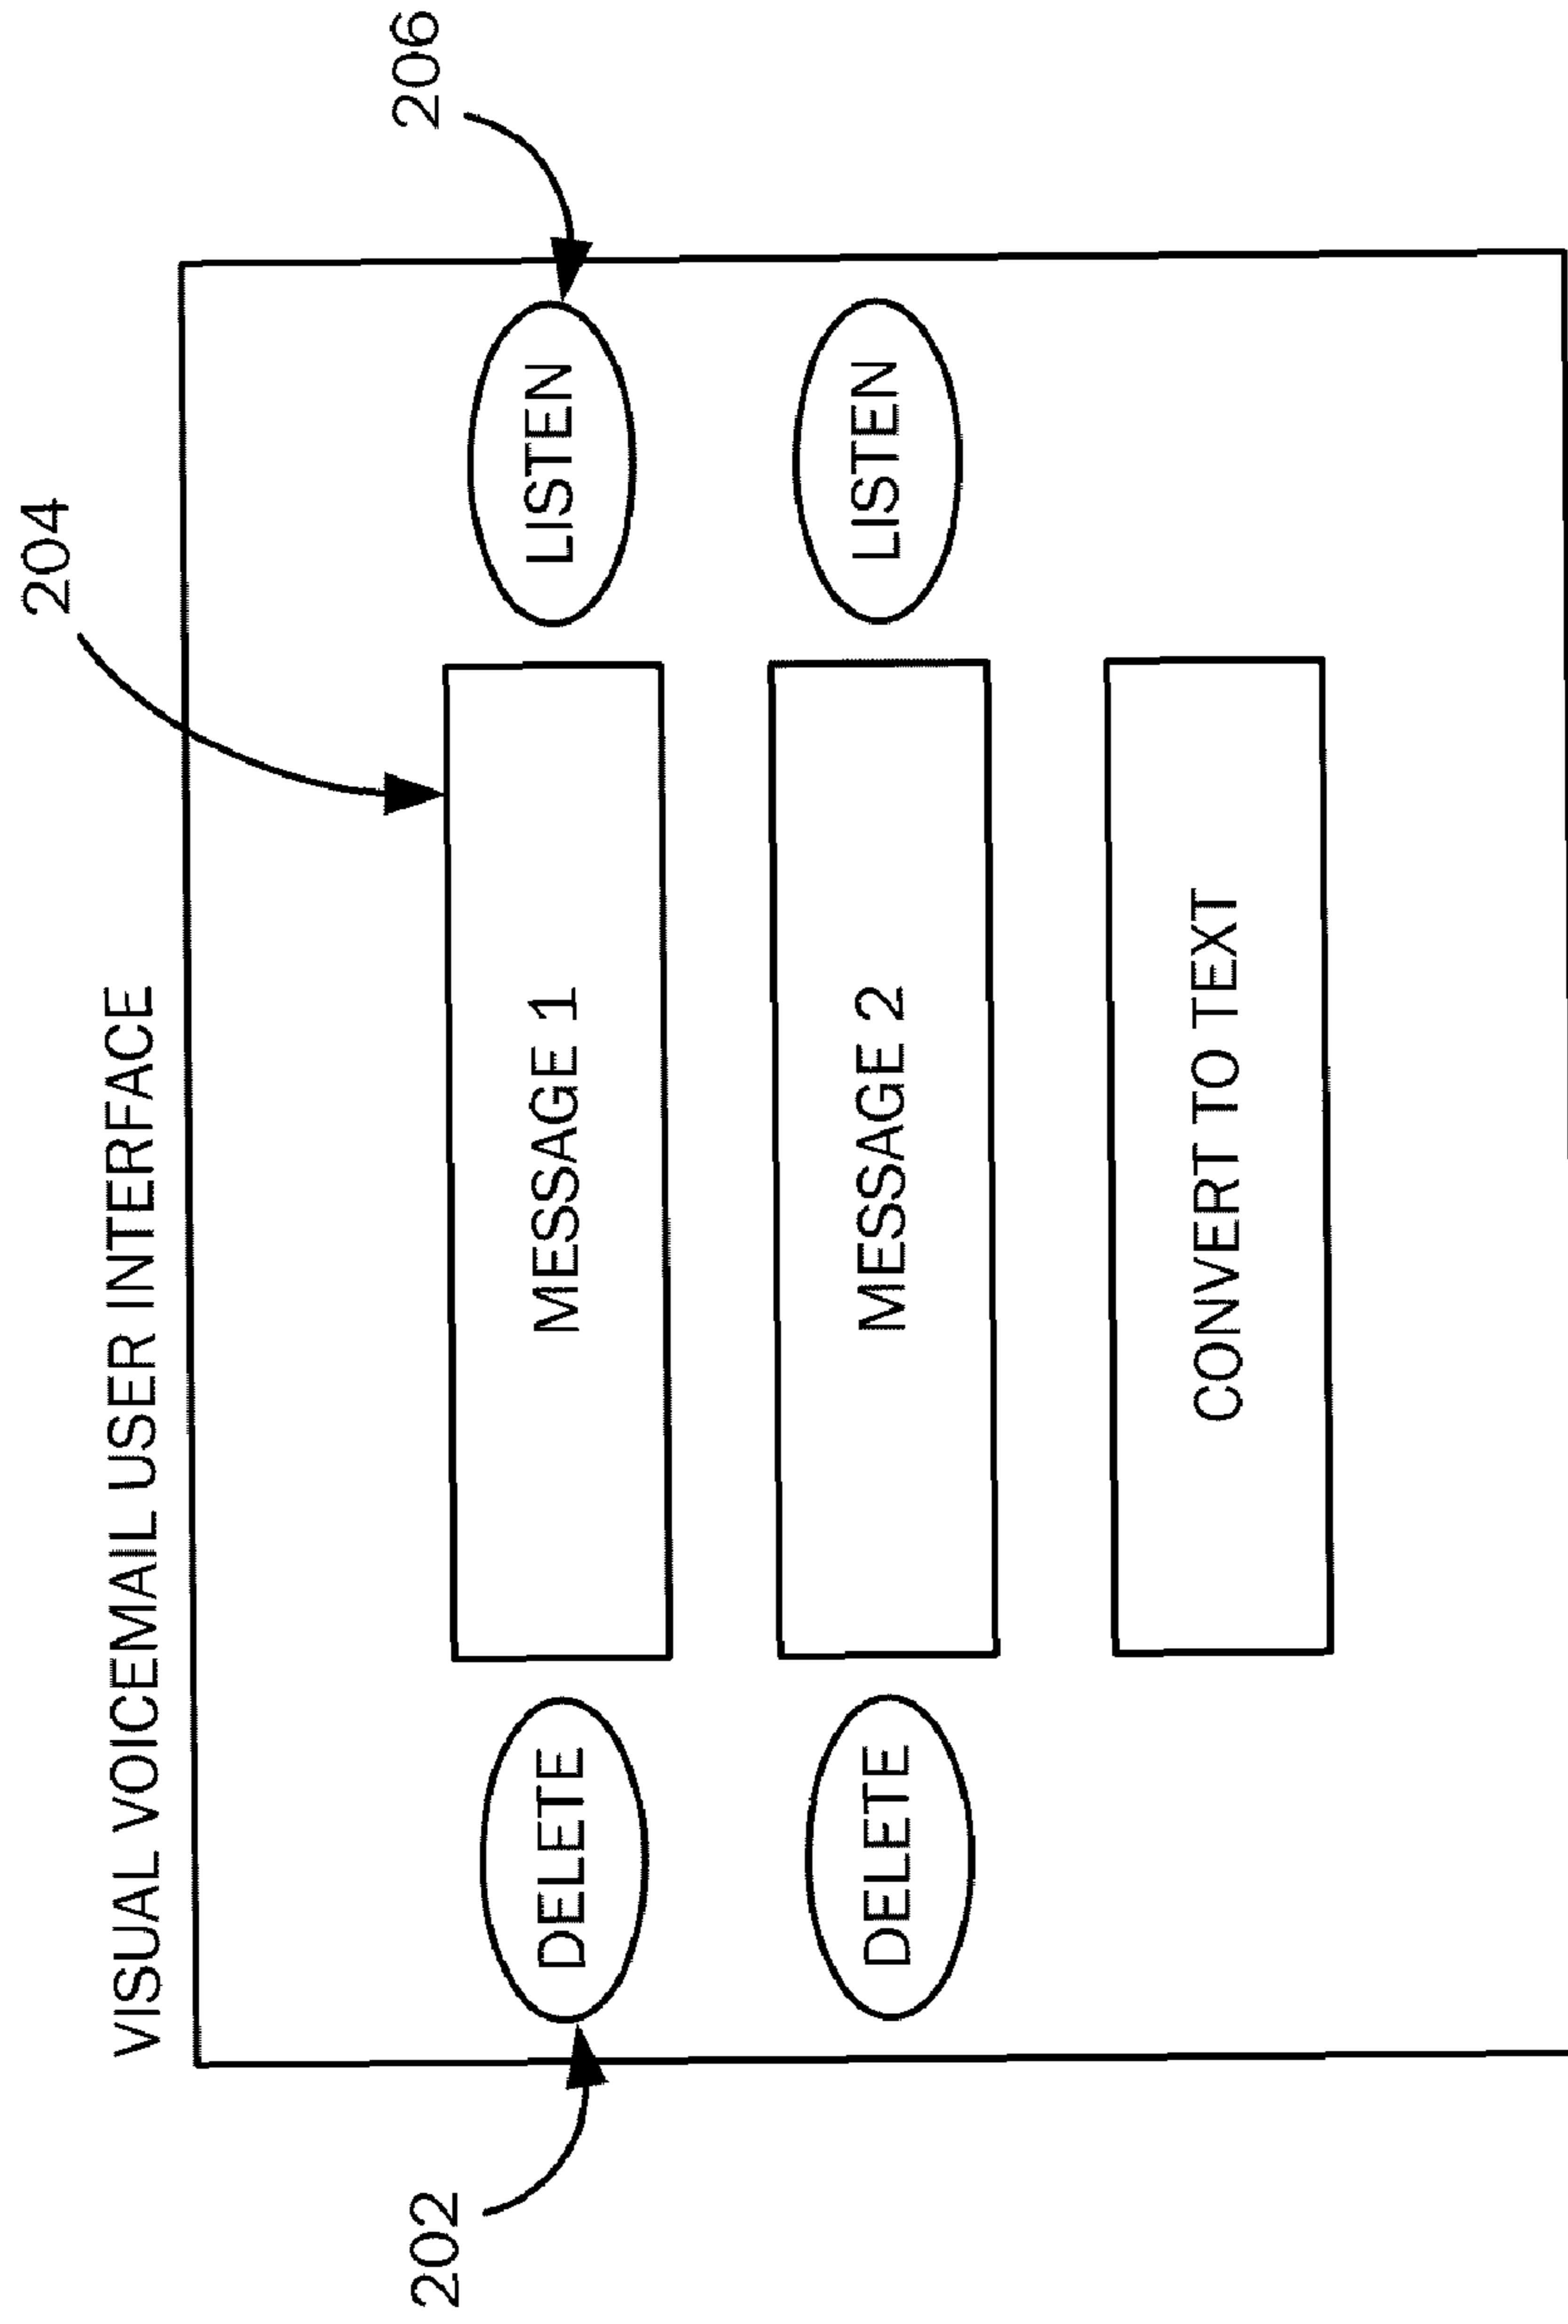 VISUAL VOICEMAIL USER INTERFACE
204
206
202
DELETE
MESSAGE 1
LISTEN
DELETE
MESSAGE 2
LISTEN
CONVERT TO TEXT